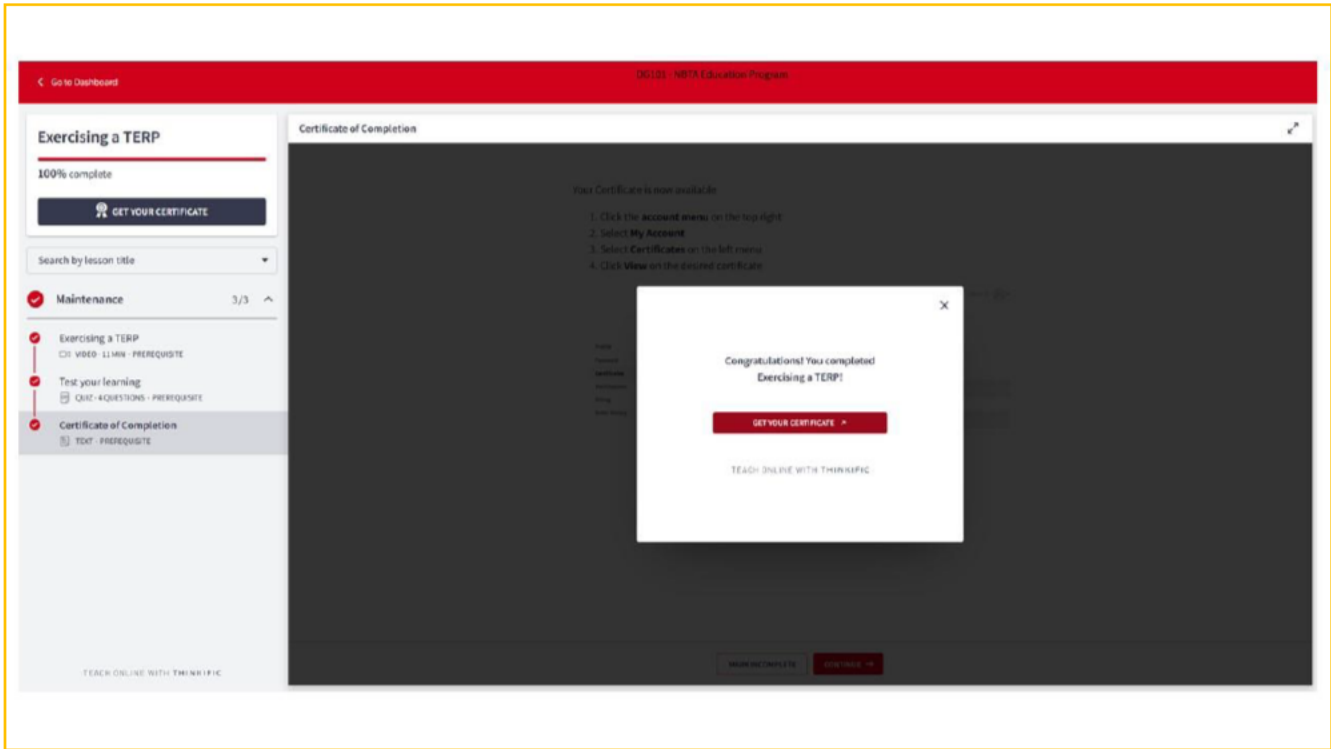 Go to Dashboard
DG101 - NBTA Education Program
Exercising a TERP
100% complete
GET YOUR CERTIFICATE
Search by lesson title
Maintenance 3/3
Exercising a TERP
VIDEO · 11 MIN · PREREQUISITE
Test your learning
QUIZ · 4 QUESTIONS · PREREQUISITE
Certificate of Completion
TEXT · PREREQUISITE
TEACH ONLINE WITH THINKIFIC
Certificate of Completion
Your Certificate is now available
1. Click the account menu on the top right
2. Select My Account
3. Select Certificates on the left menu
4. Click View on the desired certificate
Congratulations! You completed
Exercising a TERP!
GET YOUR CERTIFICATE
TEACH ONLINE WITH THINKIFIC
MARK INCOMPLETE
CONTINUE